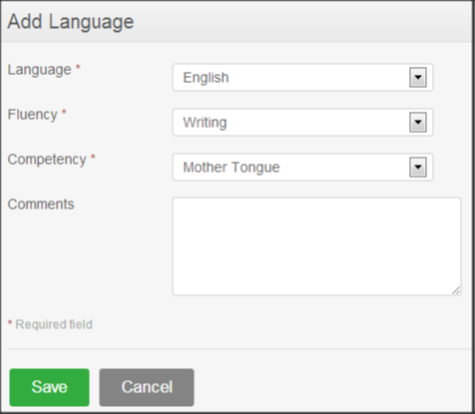 Add Language
Language * English
Fluency * Writing
Competency * Mother Tongue
Comments
* Required field
Save Cancel